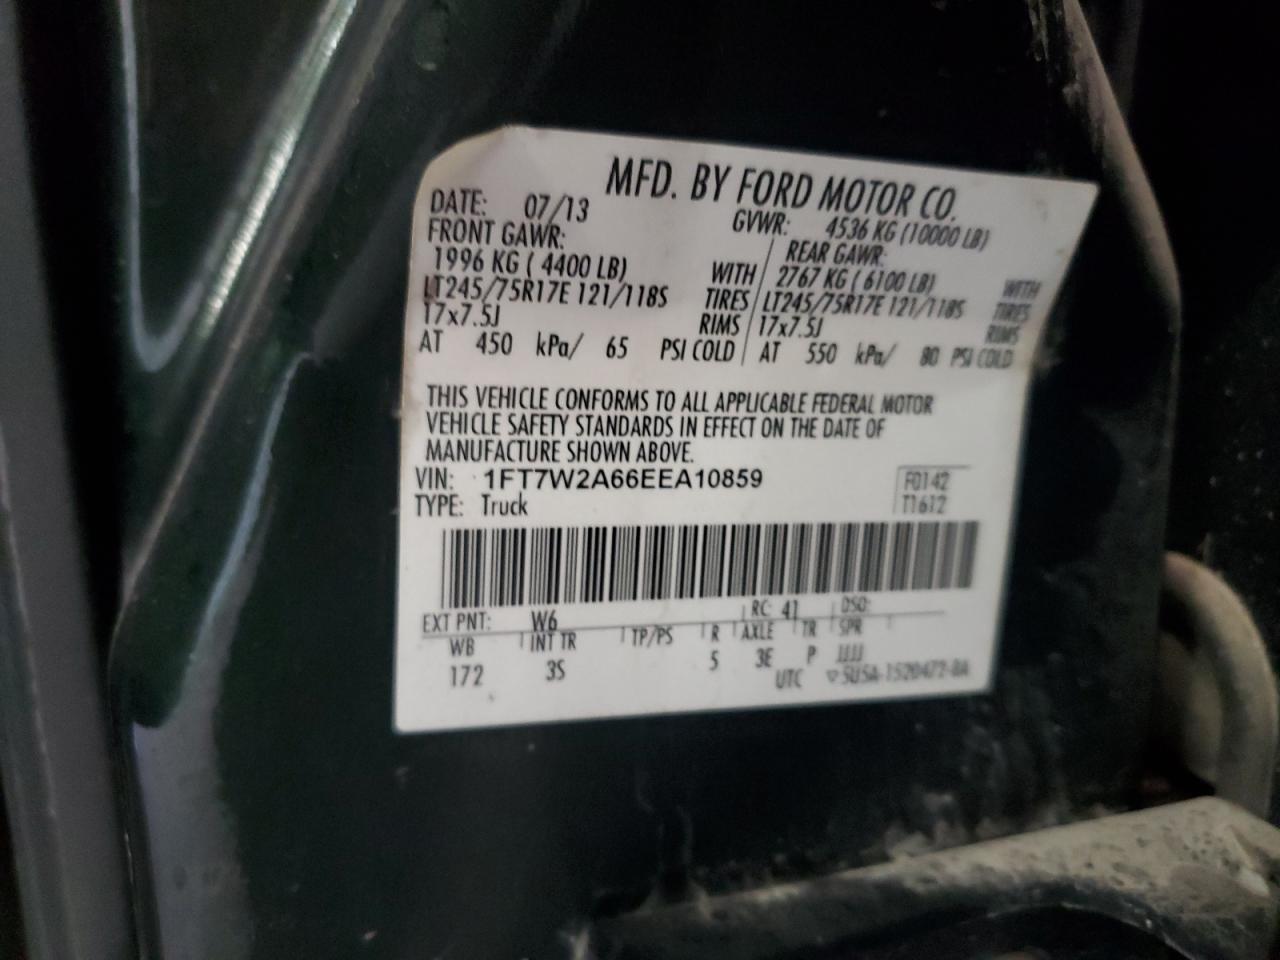 MFD. BY FORD MOTOR CO.
DATE: 07/13 GVWR: 4536 KG (10000 LB)
FRONT GAWR: REAR GAWR:
1996 KG ( 4400 LB) WITH 2767 KG ( 6100 LB) WITH
LT245/75R17E 121/118S TIRES LT245/75R17E 121/118S TIRES
17x7.5J RIMS 17x7.5J RIMS
AT 450 kPa/ 65 PSI COLD AT 550 kPa/ 80 PSI COLD
THIS VEHICLE CONFORMS TO ALL APPLICABLE FEDERAL MOTOR
VEHICLE SAFETY STANDARDS IN EFFECT ON THE DATE OF
MANUFACTURE SHOWN ABOVE.
VIN: 1FT7W2A66EEA10859 F0142
TYPE: Truck T1612
EXT PNT: W6 RC: 41 DSO:
WB INT TR TP/PS R AXLE TR SPR
172 3S 5 3E P JJJJ
UTC ▽5U5A-1520472-BA